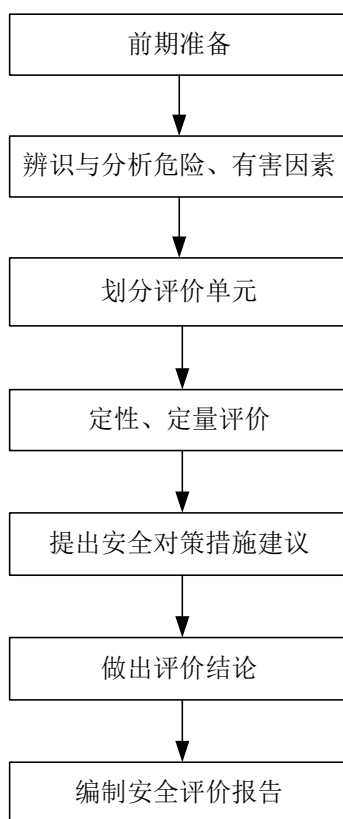 前期准备
辨识与分析危险、有害因素
划分评价单元
定性、定量评价
提出安全对策措施建议
做出评价结论
编制安全评价报告